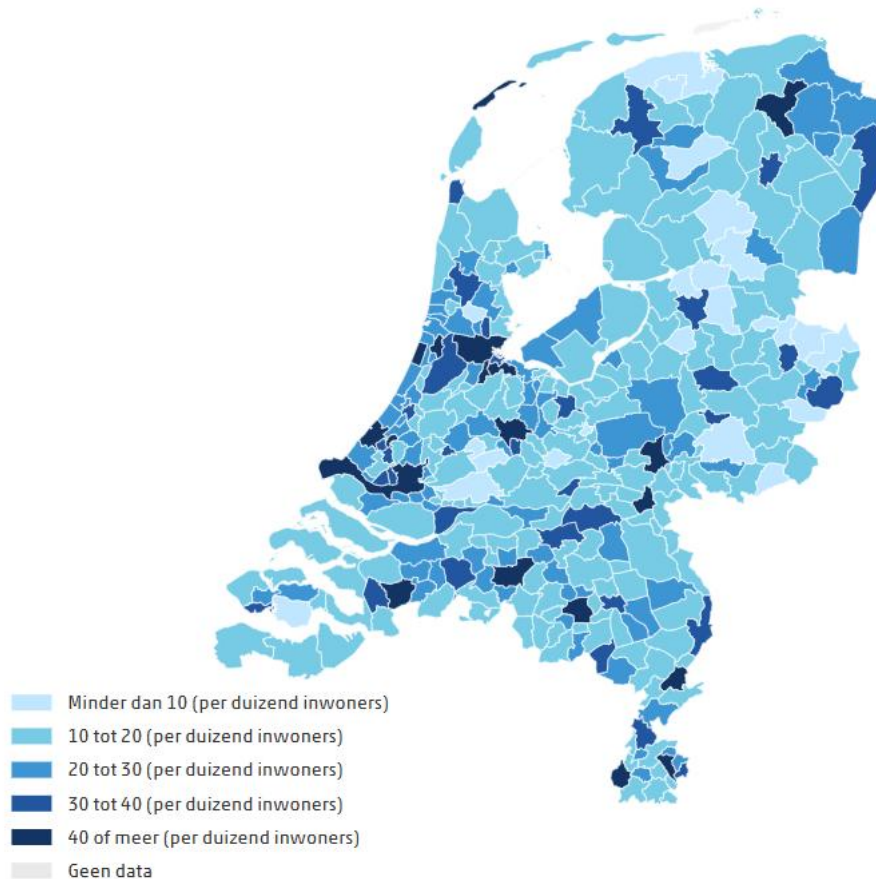 Minder dan 10 (per duizend inwoners)
10 tot 20 (per duizend inwoners)
20 tot 30 (per duizend inwoners)
30 tot 40 (per duizend inwoners)
40 of meer (per duizend inwoners)
Geen data